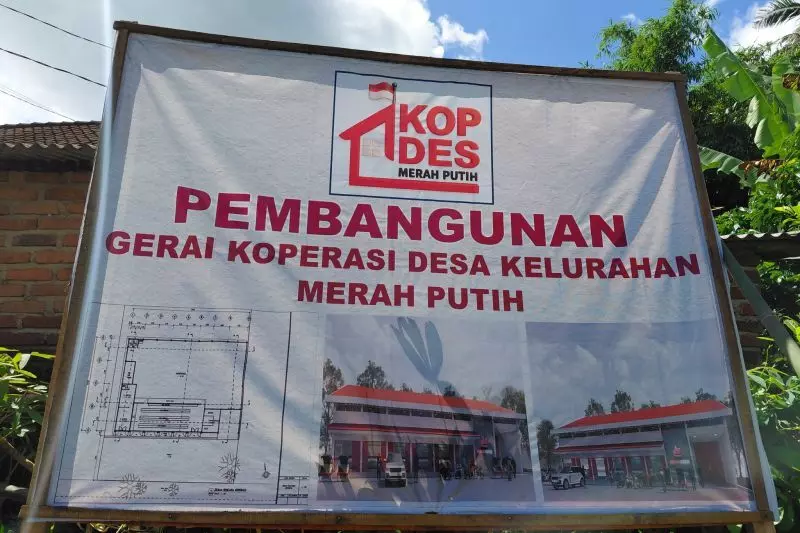 KOP
DES
MERAH PUTIH
PEMBANGUNAN
GERAI KOPERASI DESA KELURAHAN
MERAH PUTIH